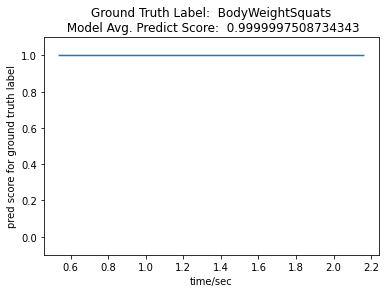 Ground Truth Label:  BodyWeightSquats
Model Avg. Predict Score:  0.9999997508734343
1.0
0.8
0.6
0.4
0.2
0.0
pred score for ground truth label
0.6 0.8 1.0 1.2 1.4 1.6 1.8 2.0 2.2
time/sec